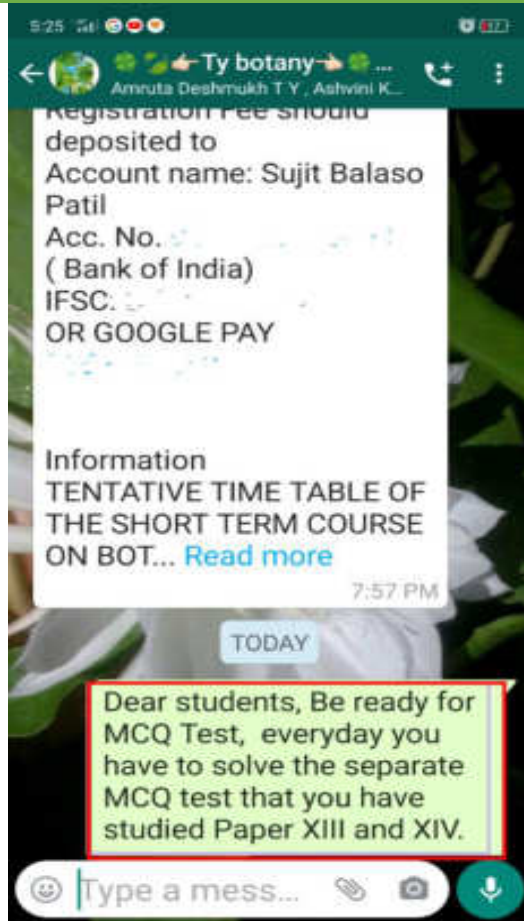 5:25
Ty botany ...
Amruta Deshmukh T Y , Ashvini K...
Registration Fee should
deposited to
Account name: Sujit Balaso
Patil
Acc. No.
( Bank of India)
IFSC.
OR GOOGLE PAY
Information
TENTATIVE TIME TABLE OF
THE SHORT TERM COURSE
ON BOT... Read more
7:57 PM
TODAY
Dear students, Be ready for
MCQ Test, everyday you
have to solve the separate
MCQ test that you have
studied Paper XIII and XIV.
Type a mess...